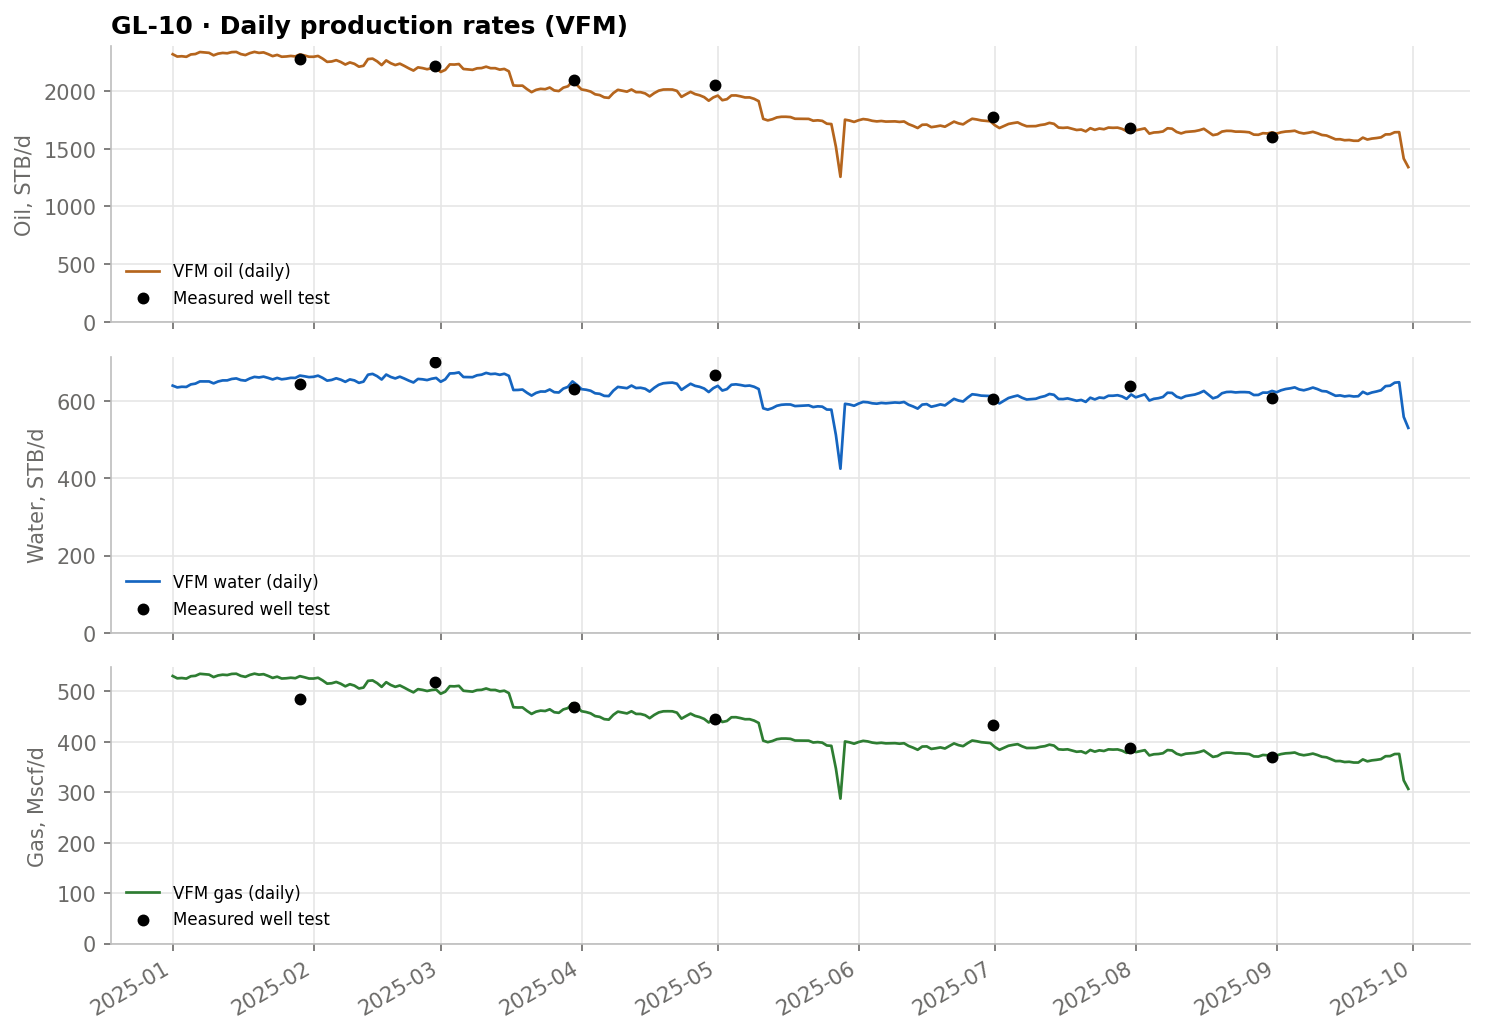 GL-10 · Daily production rates (VFM)
Oil, STB/d
2000
1500
1000
500
0
VFM oil (daily)
Measured well test
Water, STB/d
600
400
200
0
VFM water (daily)
Measured well test
Gas, Mscf/d
500
400
300
200
100
0
VFM gas (daily)
Measured well test
2025-01
2025-02
2025-03
2025-04
2025-05
2025-06
2025-07
2025-08
2025-09
2025-10